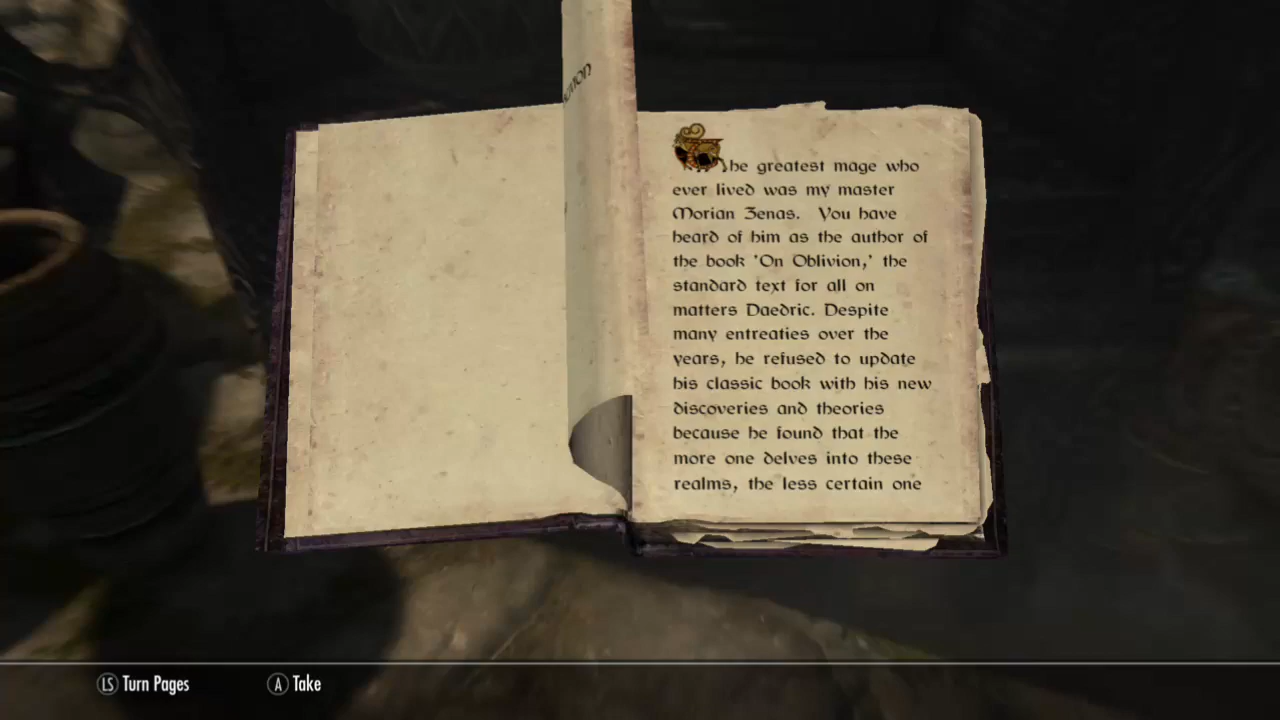 The greatest mage who
ever lived was my master
Morian Zenas. You have
heard of him as the author of
the book 'On Oblivion,' the
standard text for all on
matters Daedric. Despite
many entreaties over the
years, he refused to update
his classic book with his new
discoveries and theories
because he found that the
more one delves into these
realms, the less certain one
LS Turn Pages
A Take